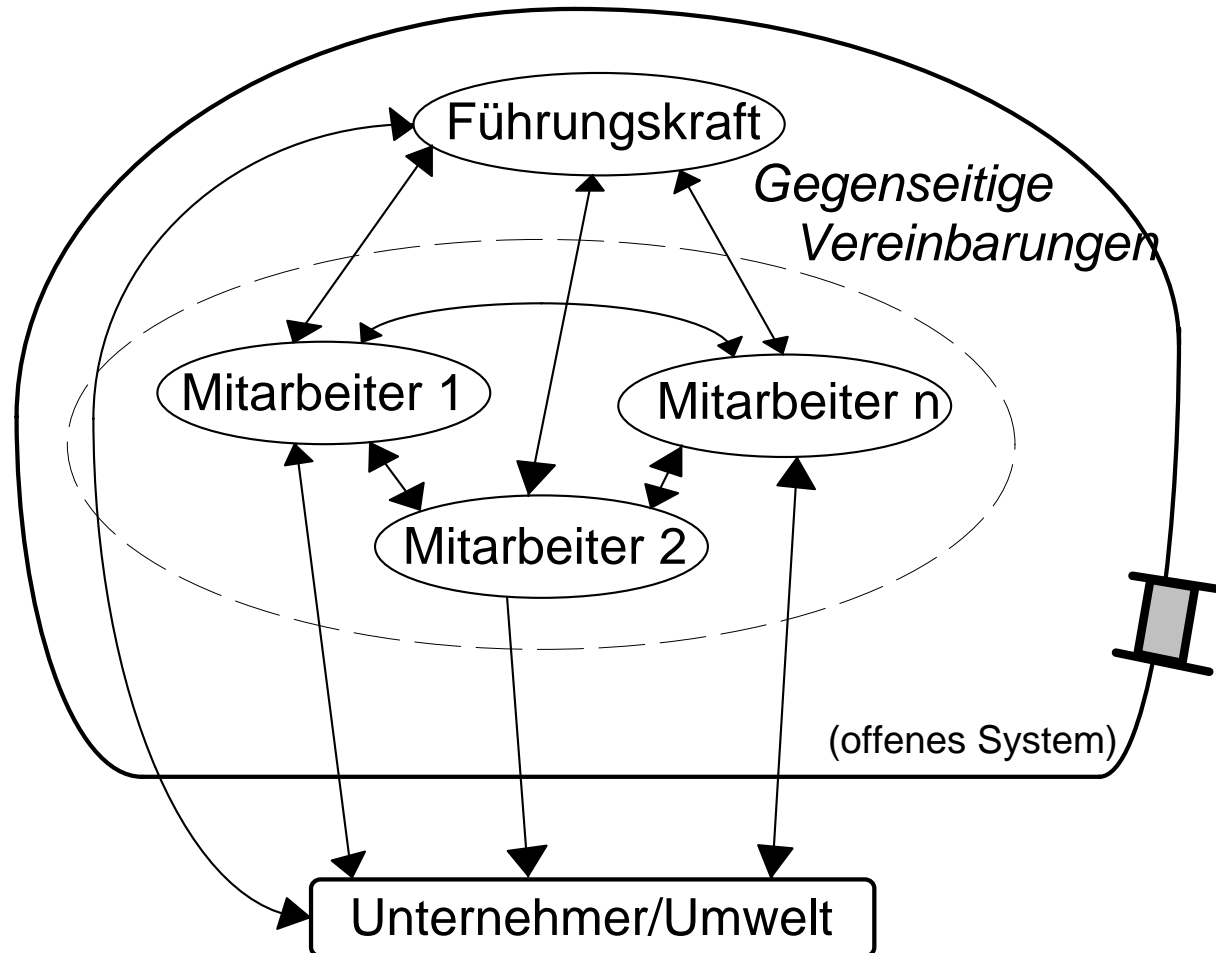 Führungskraft
Gegenseitige
Vereinbarungen
Mitarbeiter 1
Mitarbeiter n
Mitarbeiter 2
(offenes System)
Unternehmer/Umwelt